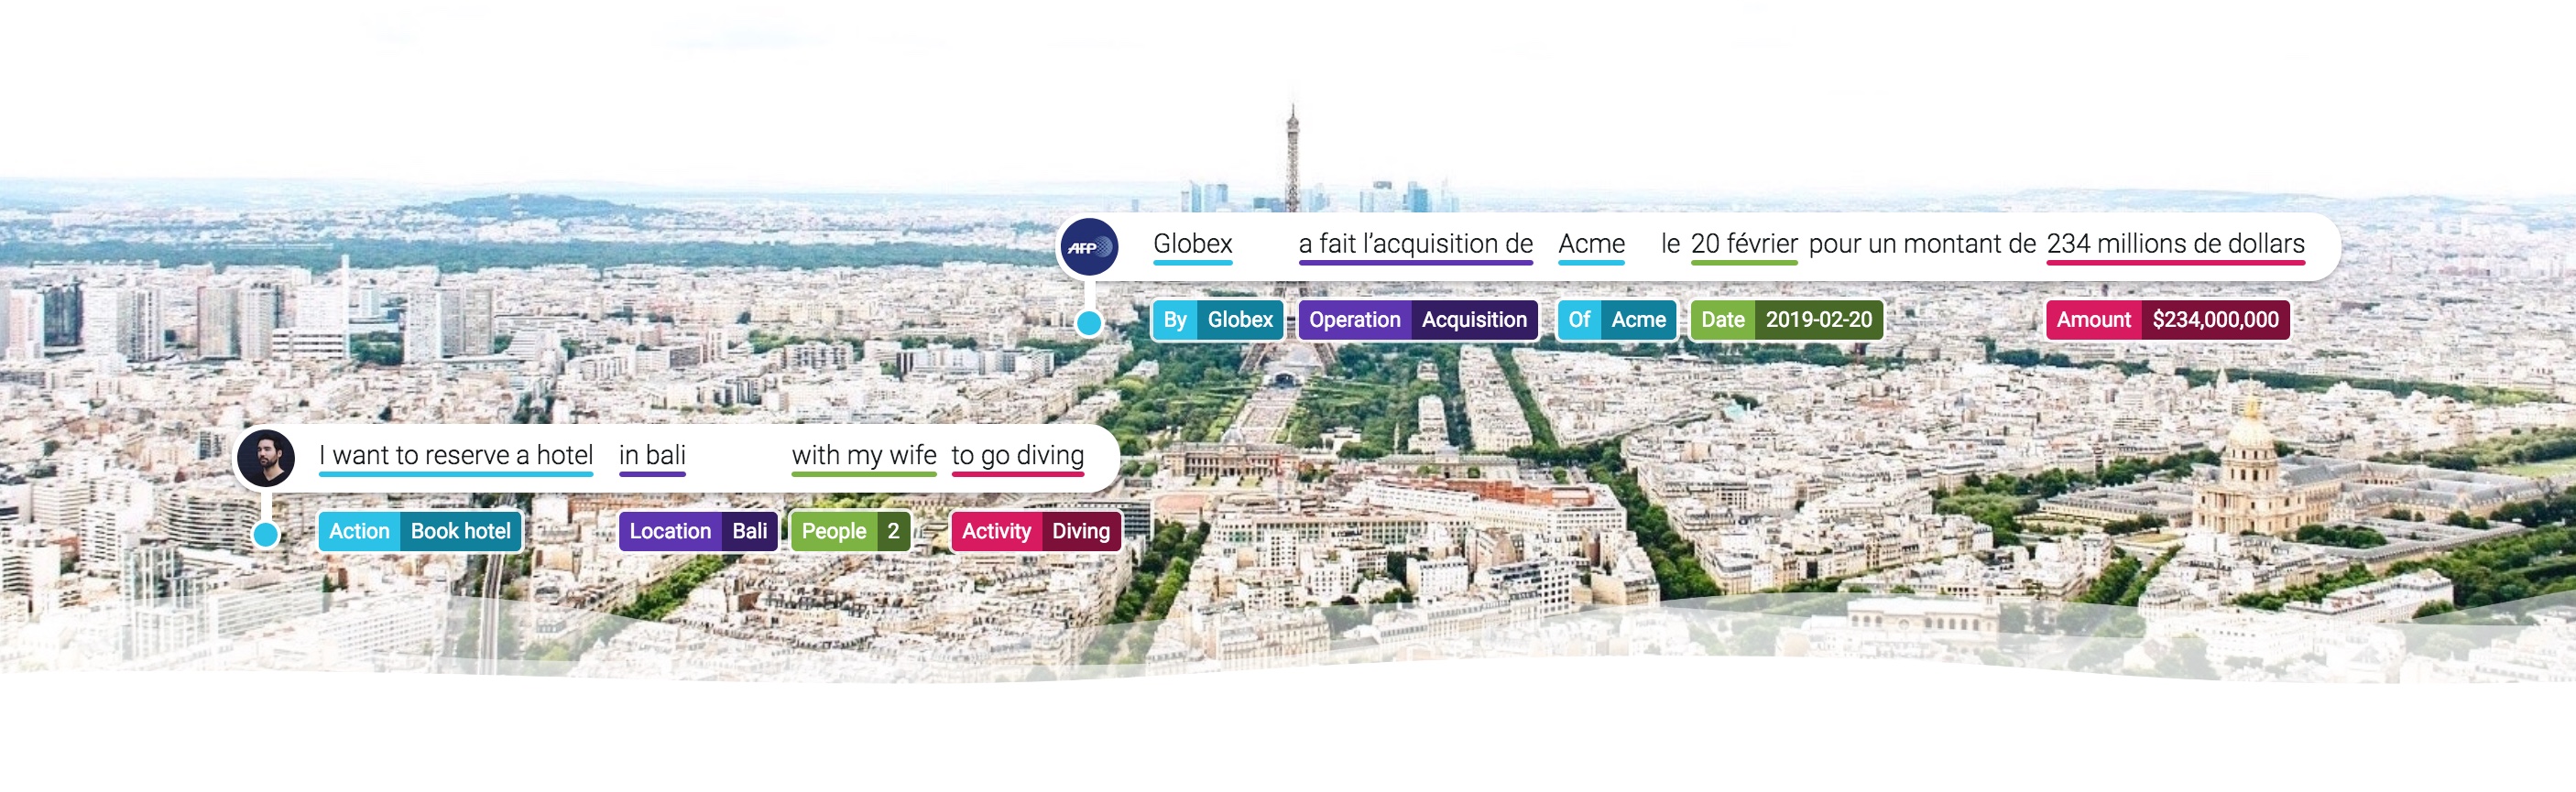 AFP
Globex a fait l’acquisition de Acme le 20 février pour un montant de 234 millions de dollars
By Globex Operation Acquisition Of Acme Date 2019-02-20 Amount $234,000,000
I want to reserve a hotel in bali with my wife to go diving
Action Book hotel Location Bali People 2 Activity Diving